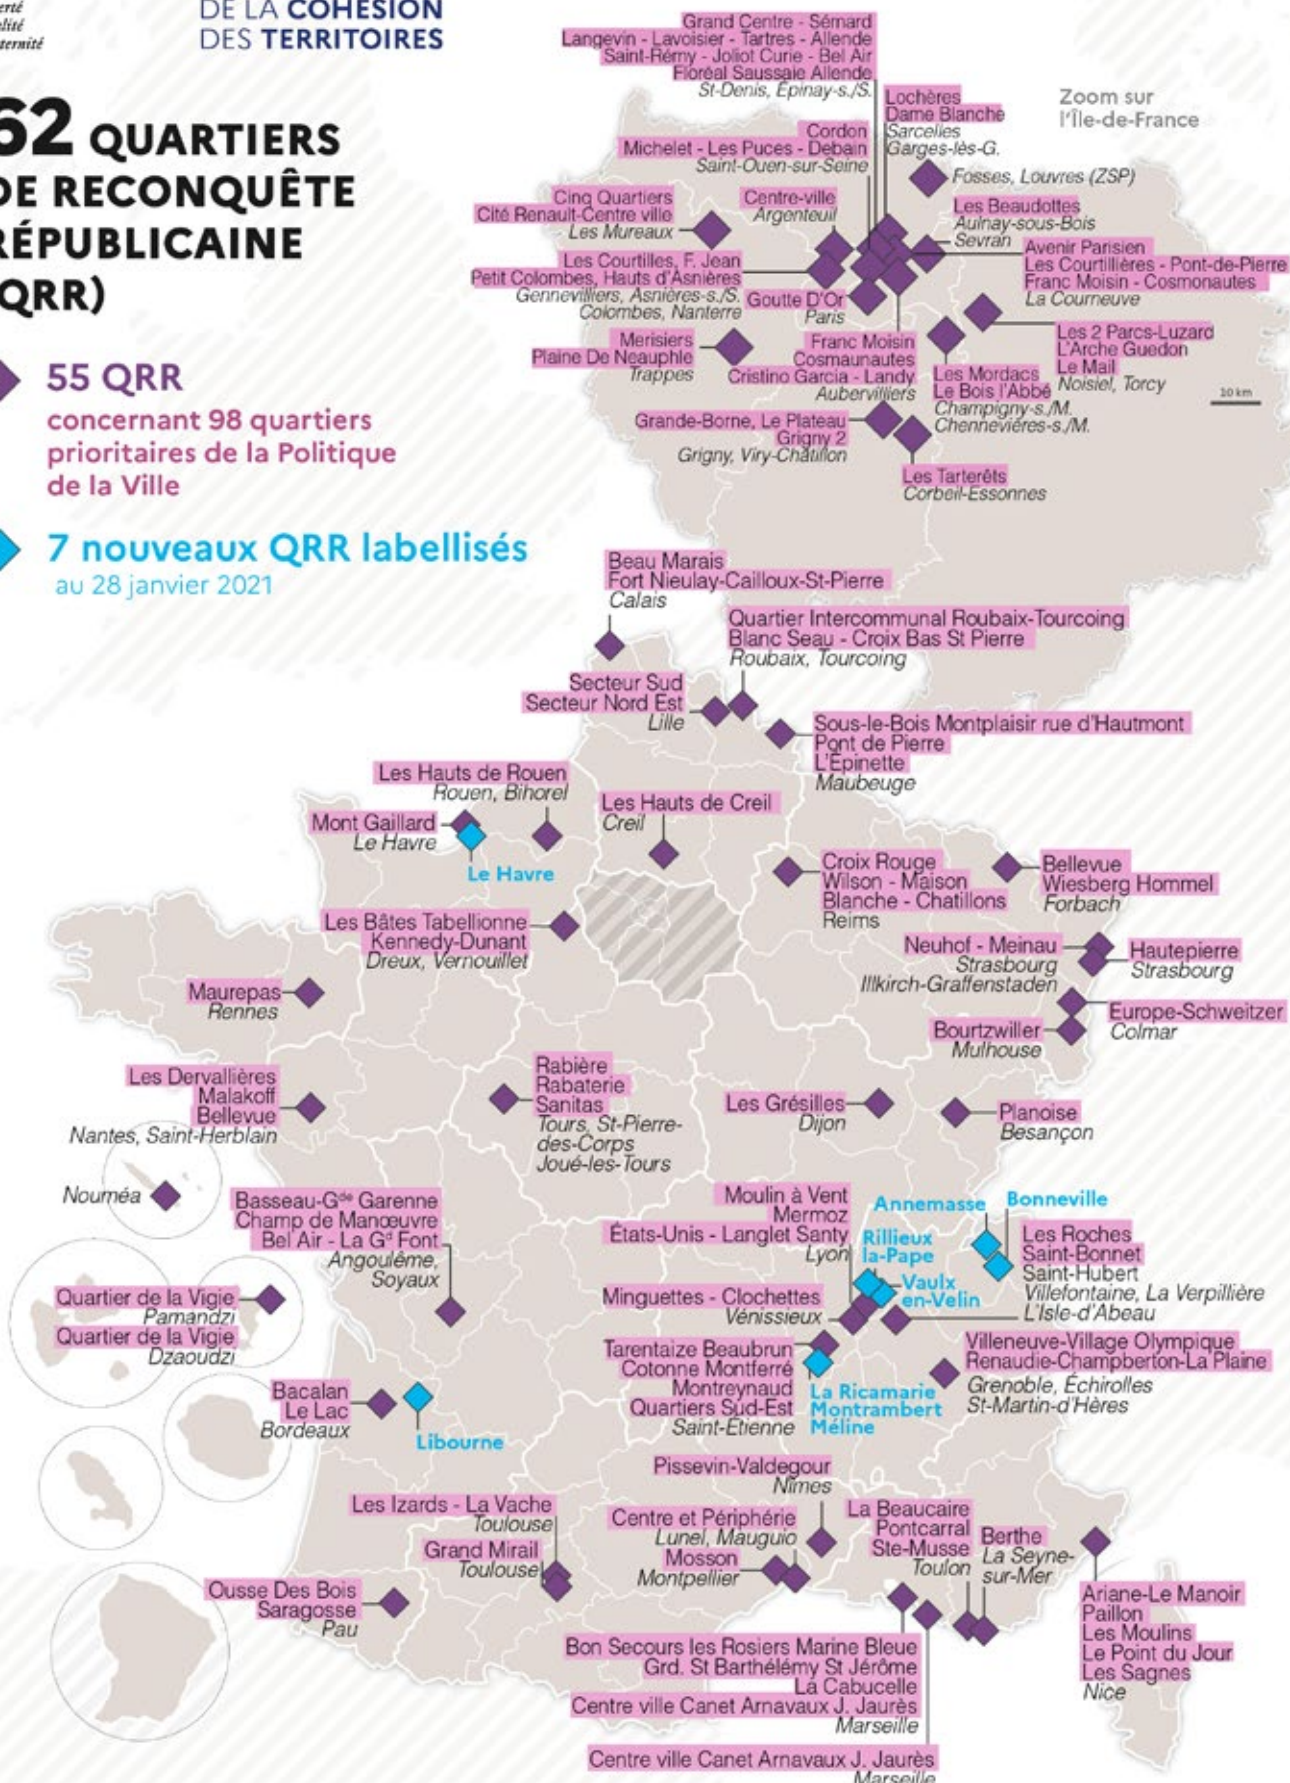 DE LA COHÉSION
DES TERRITOIRES
62 QUARTIERS
DE RECONQUÊTE
RÉPUBLICAINE
(QRR)
55 QRR
concernant 98 quartiers
prioritaires de la Politique
de la Ville
7 nouveaux QRR labellisés
au 28 janvier 2021
Zoom sur
l'Île-de-France
Grand Centre - Sémard
Langevin - Lavoisier - Tartres - Allende
Saint-Rémy - Joliot Curie - Bel Air
Floréal Saussaie Allende
St-Denis, Épinay-s./S.
Lochères
Dame Blanche
Sarcelles
Garges-lès-G.
Cordon
Michelet - Les Puces - Debain
Saint-Ouen-sur-Seine
Fosses, Louvres (ZSP)
Cinq Quartiers
Cité Renault-Centre ville
Les Mureaux
Centre-ville
Argenteuil
Les Beaudottes
Aulnay-sous-Bois
Sevran
Avenir Parisien
Les Courtillières - Pont-de-Pierre
Franc Moisin - Cosmonautes
La Courneuve
Les Courtilles, F. Jean
Petit Colombes, Hauts d'Asnières
Gennevilliers, Asnières-s./S.
Colombes, Nanterre
Goutte D'Or
Paris
Merisiers
Plaine De Neauphle
Trappes
Franc Moisin
Cosmaunautes
Cristino Garcia - Landy
Aubervilliers
Les Mordacs
Le Bois l'Abbé
Champigny-s./M.
Chennevières-s./M.
Les 2 Parcs-Luzard
L'Arche Guedon
Le Mail
Noisiel, Torcy
10 km
Grande-Borne, Le Plateau
Grigny 2
Grigny, Viry-Châtillon
Les Tarterêts
Corbeil-Essonnes
Beau Marais
Fort Nieulay-Cailloux-St-Pierre
Calais
Quartier Intercommunal Roubaix-Tourcoing
Blanc Seau - Croix Bas St Pierre
Roubaix, Tourcoing
Secteur Sud
Secteur Nord Est
Lille
Sous-le-Bois Montplaisir rue d'Hautmont
Pont de Pierre
L'Épinette
Maubeuge
Les Hauts de Rouen
Rouen, Bihorel
Les Hauts de Creil
Creil
Mont Gaillard
Le Havre
Le Havre
Croix Rouge
Wilson - Maison
Blanche - Chatillons
Reims
Bellevue
Wiesberg Hommel
Forbach
Les Bâtes Tabellionne
Kennedy-Dunant
Dreux, Vernouillet
Neuhof - Meinau
Strasbourg
Illkirch-Graffenstaden
Hautepierre
Strasbourg
Maurepas
Rennes
Europe-Schweitzer
Colmar
Bourtzwiller
Mulhouse
Les Dervallières
Malakoff
Bellevue
Nantes, Saint-Herblain
Rabière
Rabaterie
Sanitas
Tours, St-Pierre-
des-Corps
Joué-les-Tours
Les Grésilles
Dijon
Planoise
Besançon
Nouméa
Basseau-Gde Garenne
Champ de Manœuvre
Bel Air - La Gd Font
Angoulême,
Soyaux
Moulin à Vent
Mermoz
États-Unis - Langlet Santy
Lyon
Annemasse
Bonneville
Rillieux
la-Pape
Vaulx
en-Velin
Les Roches
Saint-Bonnet
Saint-Hubert
Villefontaine, La Verpillière
L'Isle-d'Abeau
Quartier de la Vigie
Pamandzi
Quartier de la Vigie
Dzaoudzi
Minguettes - Clochettes
Vénissieux
Tarentaize Beaubrun
Cotonne Montferré
Montreynaud
Quartiers Sud-Est
Saint-Etienne
La Ricamarie
Montrambert
Méline
Villeneuve-Village Olympique
Renaudie-Champberton-La Plaine
Grenoble, Échirolles
St-Martin-d'Hères
Bacalan
Le Lac
Bordeaux
Libourne
Pissevin-Valdegour
Nîmes
Les Izards - La Vache
Toulouse
Grand Mirail
Toulouse
Centre et Périphérie
Lunel, Mauguio
Mosson
Montpellier
La Beaucaire
Pontcarral
Ste-Musse
Toulon
Berthe
La Seyne-
sur-Mer
Ousse Des Bois
Saragosse
Pau
Ariane-Le Manoir
Paillon
Les Moulins
Le Point du Jour
Les Sagnes
Nice
Bon Secours les Rosiers Marine Bleue
Grd. St Barthélémy St Jérôme
La Cabucelle
Centre ville Canet Arnavaux J. Jaurès
Marseille
Centre ville Canet Arnavaux J. Jaurès
Marseille